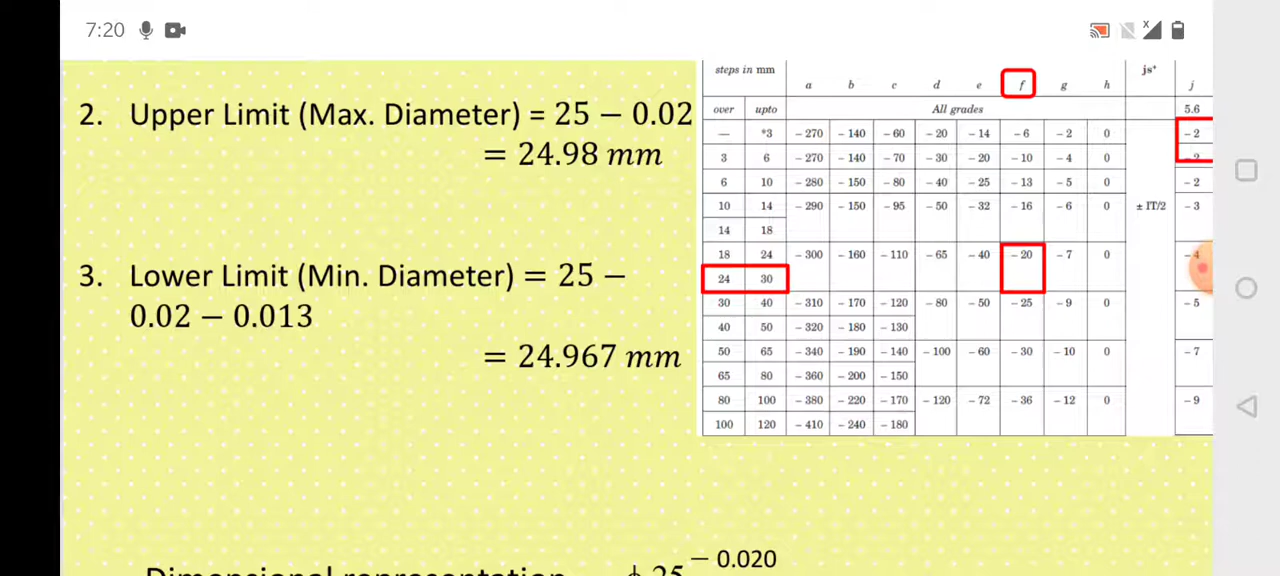 7:20
2. Upper Limit (Max. Diameter) = 25 − 0.02
= 24.98 mm
3. Lower Limit (Min. Diameter) = 25 −
0.02 − 0.013
= 24.967 mm
steps in mm a b c d e f g h js* j
over upto All grades 5.6
— *3 −270 −140 −60 −20 −14 −6 −2 0 −2
3 6 −270 −140 −70 −30 −20 −10 −4 0 −2
6 10 −280 −150 −80 −40 −25 −13 −5 0 −2
10 14 −290 −150 −95 −50 −32 −16 −6 0 ± IT/2 −3
14 18
18 24 −300 −160 −110 −65 −40 −20 −7 0 −4
24 30
30 40 −310 −170 −120 −80 −50 −25 −9 0 −5
40 50 −320 −180 −130
50 65 −340 −190 −140 −100 −60 −30 −10 0 −7
65 80 −360 −200 −150
80 100 −380 −220 −170 −120 −72 −36 −12 0 −9
100 120 −410 −240 −180
− 0.020
Dimensional representation ϕ 25